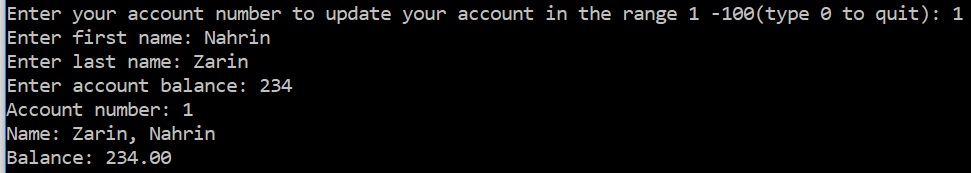 Enter your account number to update your account in the range 1 -100(type 0 to quit): 1
Enter first name: Nahrin
Enter last name: Zarin
Enter account balance: 234
Account number: 1
Name: Zarin, Nahrin
Balance: 234.00